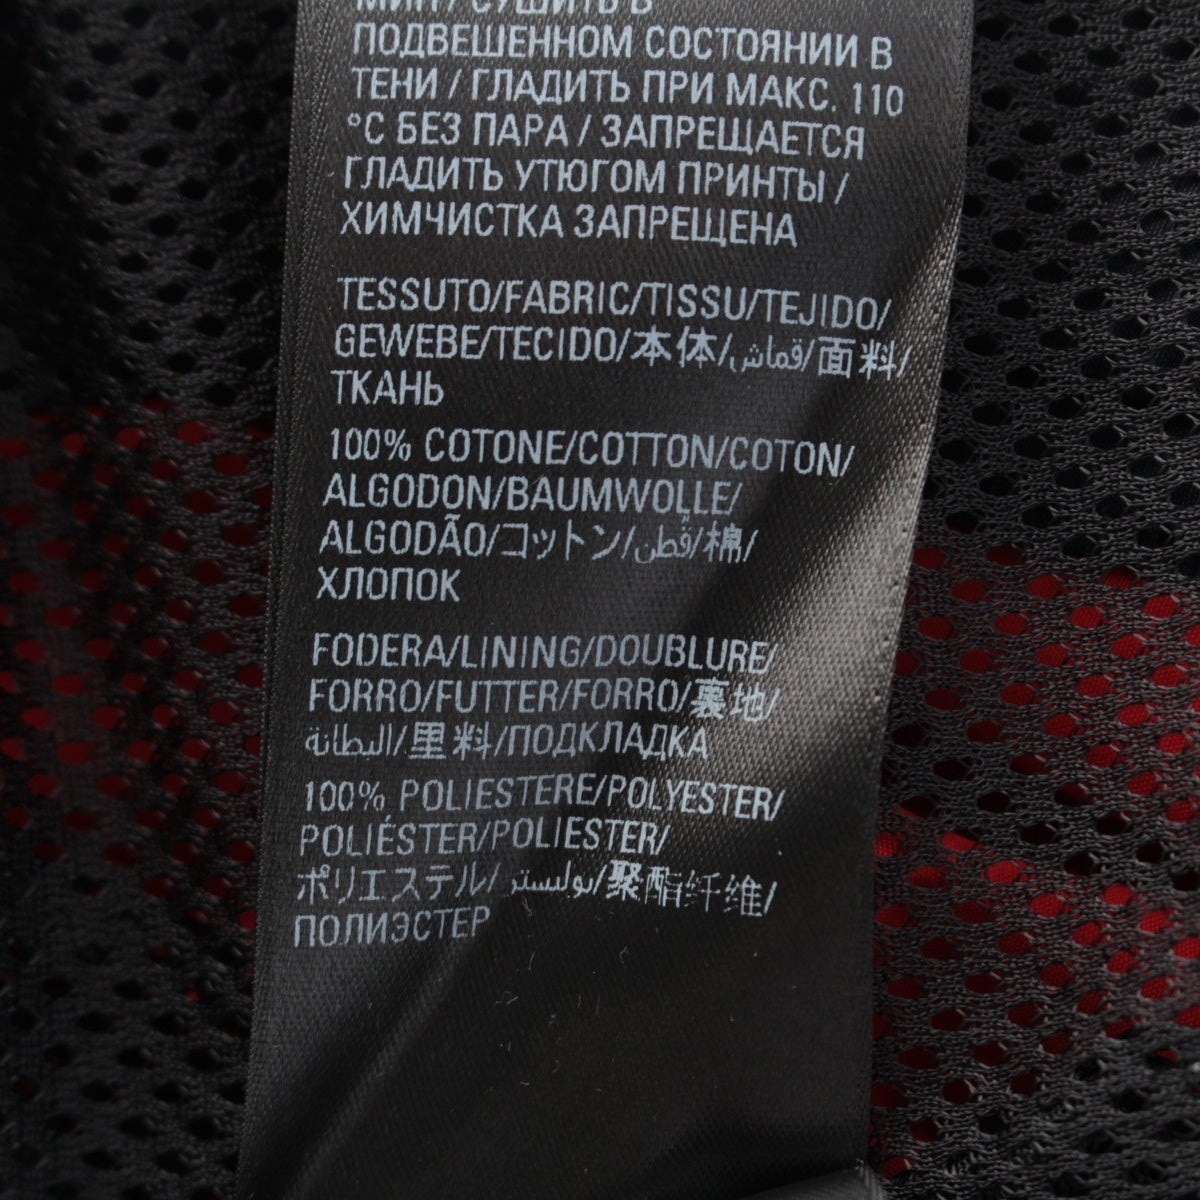 МИН / СУШИТЬ В
ПОДВЕШЕННОМ СОСТОЯНИИ В
ТЕНИ / ГЛАДИТЬ ПРИ МАКС. 110
°C БЕЗ ПАРА / ЗАПРЕЩАЕТСЯ
ГЛАДИТЬ УТЮГОМ ПРИНТЫ /
ХИМЧИСТКА ЗАПРЕЩЕНА
TESSUTO/FABRIC/TISSU/TEJIDO/
GEWEBE/TECIDO/本体/قماش/面料/
ТКАНЬ
100% COTONE/COTTON/COTON/
ALGODON/BAUMWOLLE/
ALGODÃO/コットン/قطن/棉/
ХЛОПОК
FODERA/LINING/DOUBLURE/
FORRO/FUTTER/FORRO/裏地/
البطانة/里料/ПОДКЛАДКА
100% POLIESTERE/POLYESTER/
POLIÉSTER/POLIESTER/
ポリエステル/بوليستر/聚酯纤维/
ПОЛИЭСТЕР